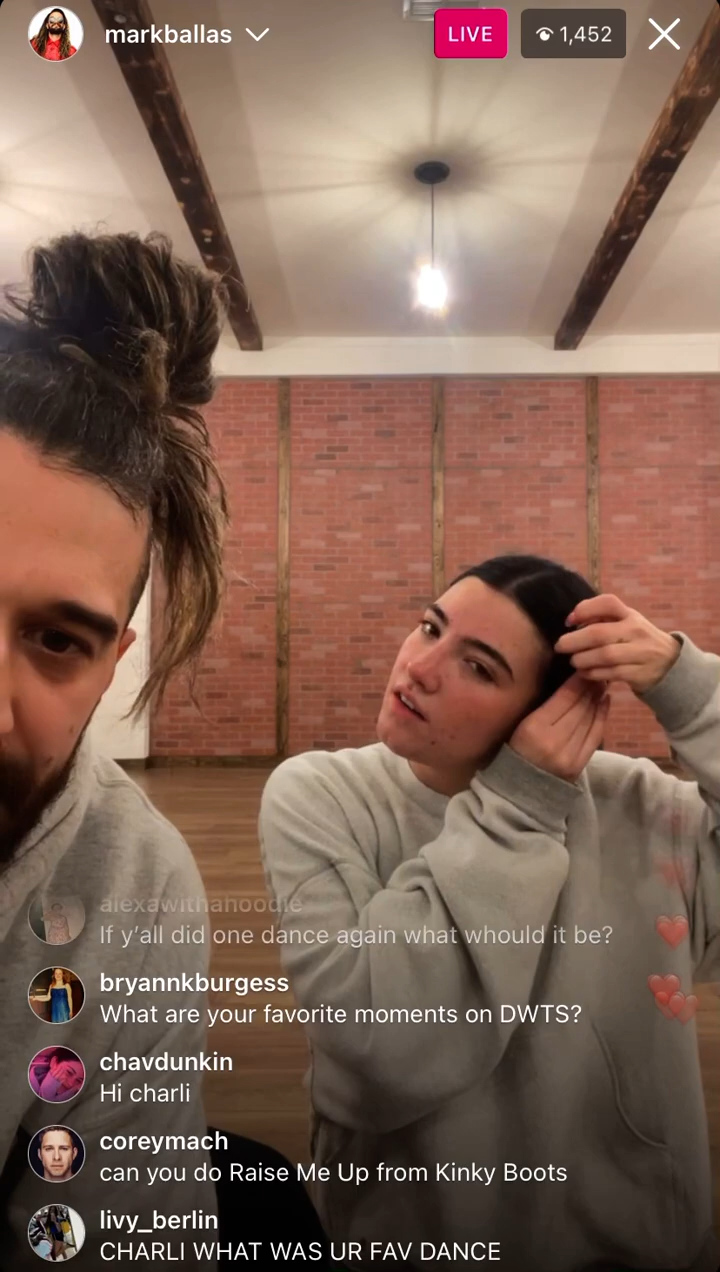 markballas
LIVE
1,452
alexawithahoodie
If y'all did one dance again what whould it be?
bryannkburgess
What are your favorite moments on DWTS?
chavdunkin
Hi charli
coreymach
can you do Raise Me Up from Kinky Boots
livy_berlin
CHARLI WHAT WAS UR FAV DANCE